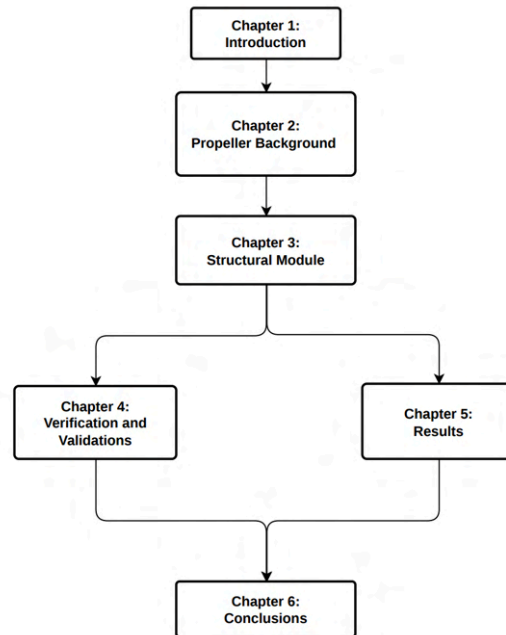 Chapter 1:
Introduction
Chapter 2:
Propeller Background
Chapter 3:
Structural Module
Chapter 4:
Verification and
Validations
Chapter 5:
Results
Chapter 6:
Conclusions